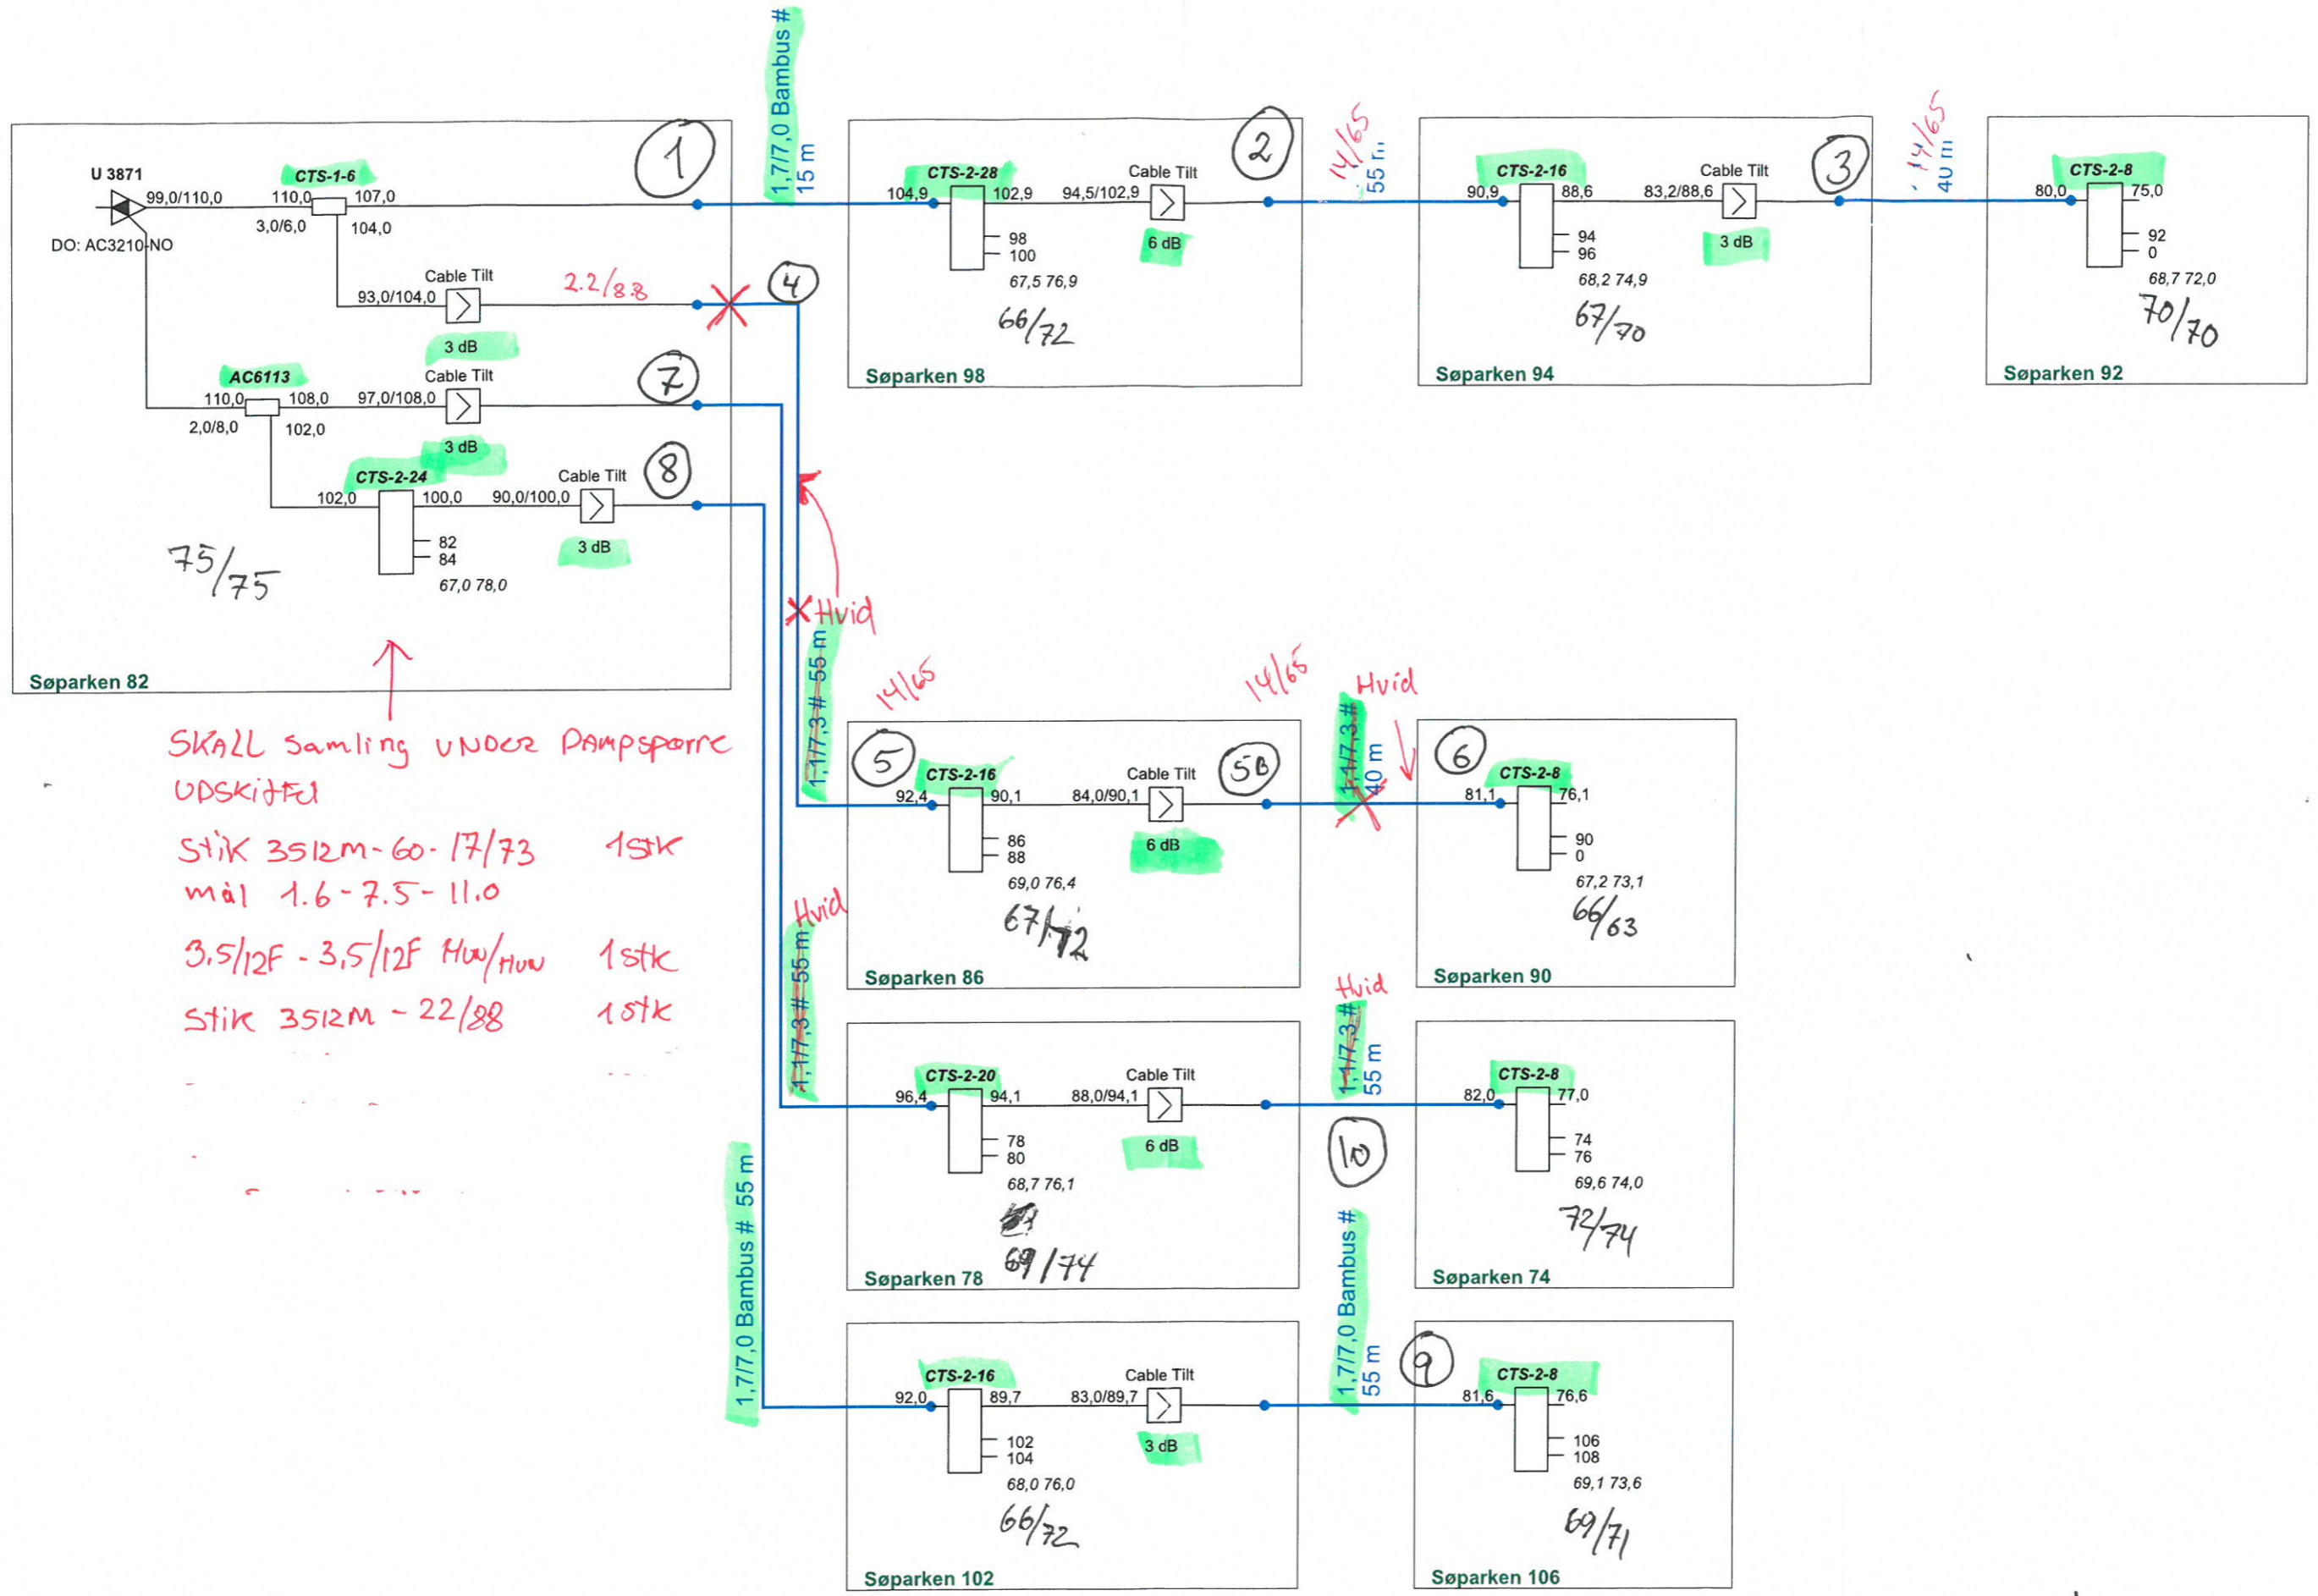 1,7/7,0 Bambus #
15 m
U 3871
99,0/110,0
DO: AC3210-NO
CTS-1-6
110,0
107,0
3,0/6,0
104,0
1
Cable Tilt
93,0/104,0
3 dB
2.2/8.8
4
AC6113
110,0
108,0
2,0/8,0
102,0
Cable Tilt
97,0/108,0
3 dB
7
CTS-2-24
102,0
100,0
82
84
67,0 78,0
90,0/100,0
Cable Tilt
3 dB
8
75/75
Søparken 82
CTS-2-28
104,9
102,9
98
100
67,5 76,9
66/72
94,5/102,9
Cable Tilt
6 dB
2
Søparken 98
14/65
CTS-2-16
90,9
88,6
94
96
68,2 74,9
67/70
83,2/88,6
Cable Tilt
3 dB
3
Søparken 94
14/65
40 m
CTS-2-8
80,0
75,0
92
0
68,7 72,0
70/70
Søparken 92
Hvid
1,1/7,3 # 55 m
14/65
14/65
5
CTS-2-16
92,4
90,1
86
88
69,0 76,4
84,0/90,1
Cable Tilt
6 dB
5B
Søparken 86
Hvid
1,1/7,3 #
40 m
6
CTS-2-8
81,1
76,1
90
0
67,2 73,1
66/63
Søparken 90
SKALL samling UNDER DAMPSpærre
UDSKiftel
Stik 3512M-60-17/73 1stk
mål 1.6-7.5-11.0
3.5/12F - 3,5/12F Hun/Hun 1stk
Stik 3512M - 22/88 1stk
Hvid
1,1/7,3 # 55 m
CTS-2-20
96,4
94,1
78
80
68,7 76,1
69/74
88,0/94,1
Cable Tilt
6 dB
Søparken 78
Hvid
1,1/7,3 #
55 m
10
CTS-2-8
82,0
77,0
74
76
69,6 74,0
72/74
Søparken 74
1,7/7,0 Bambus # 55 m
CTS-2-16
92,0
89,7
102
104
68,0 76,0
66/72
83,0/89,7
Cable Tilt
3 dB
Søparken 102
1,7/7,0 Bambus #
55 m
9
CTS-2-8
81,6
76,6
106
108
69,1 73,6
69/71
Søparken 106